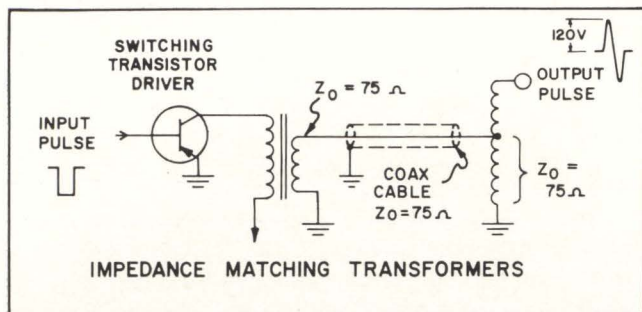 SWITCHING
TRANSISTOR
DRIVER
INPUT
PULSE
Z₀ = 75 Ω
COAX
CABLE
Z₀ = 75 Ω
120V
OUTPUT
PULSE
Z₀ =
75 Ω
IMPEDANCE MATCHING TRANSFORMERS